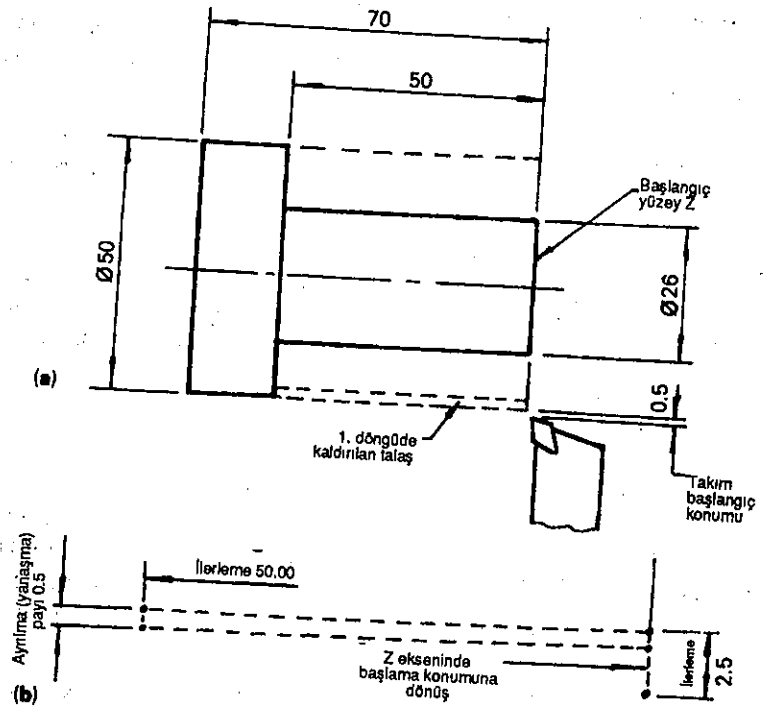 70
50
Başlangıç
yüzey Z
Ø50
Ø26
(a)
0.5
1. döngüde
kaldırılan talaş
Takım
başlangıç
konumu
Ayrılma (yanaşma)
payı 0.5
İlerleme 50.00
Z ekseninde
başlama konumuna
dönüş
İlerleme
2.5
(b)